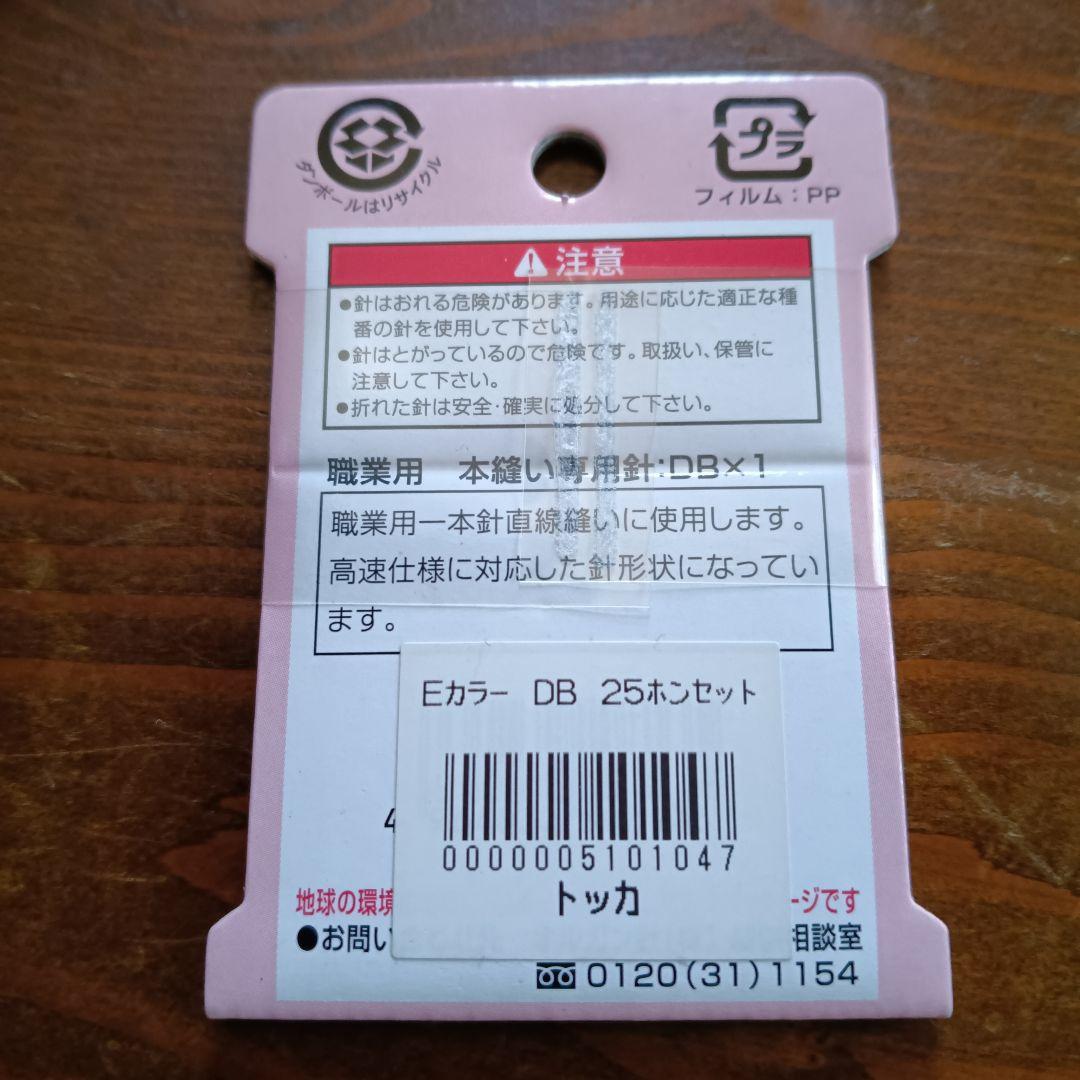 ダンボールはリサイクル
プラ
フィルム:PP
注意
●針はおれる危険があります。用途に応じた適正な種
番の針を使用して下さい。
●針はとがっているので危険です。取扱い、保管に
注意して下さい。
●折れた針は安全・確実に処分して下さい。
職業用 本縫い専用針:DB×1
職業用一本針直線縫いに使用します。
高速仕様に対応した針形状になってい
ます。
Eカラー DB 25ホンセット
0000005101047
トッカ
4
地球の環境 ージです
●お問い 相談室
0120(31)1154